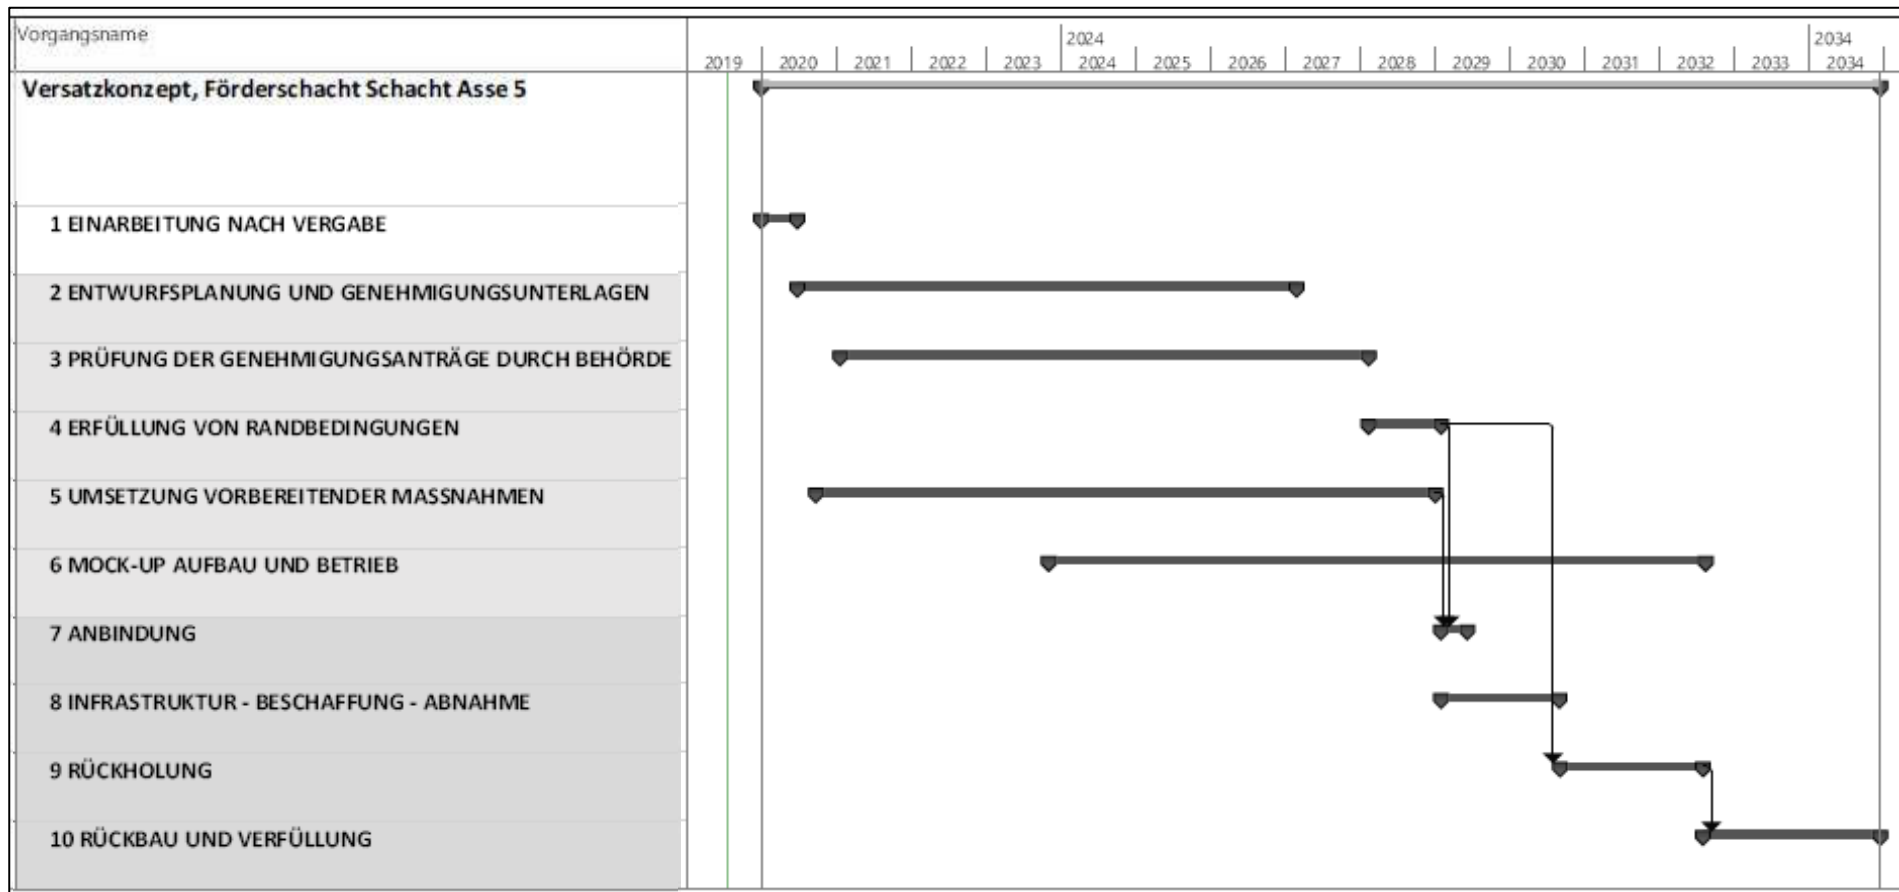 Vorgangsname
2024 2034
2019 2020 2021 2022 2023 2024 2025 2026 2027 2028 2029 2030 2031 2032 2033 2034
Versatzkonzept, Förderschacht Schacht Asse 5
1 EINARBEITUNG NACH VERGABE
2 ENTWURFSPLANUNG UND GENEHMIGUNGSUNTERLAGEN
3 PRÜFUNG DER GENEHMIGUNGSANTRÄGE DURCH BEHÖRDE
4 ERFÜLLUNG VON RANDBEDINGUNGEN
5 UMSETZUNG VORBEREITENDER MASSNAHMEN
6 MOCK-UP AUFBAU UND BETRIEB
7 ANBINDUNG
8 INFRASTRUKTUR - BESCHAFFUNG - ABNAHME
9 RÜCKHOLUNG
10 RÜCKBAU UND VERFÜLLUNG